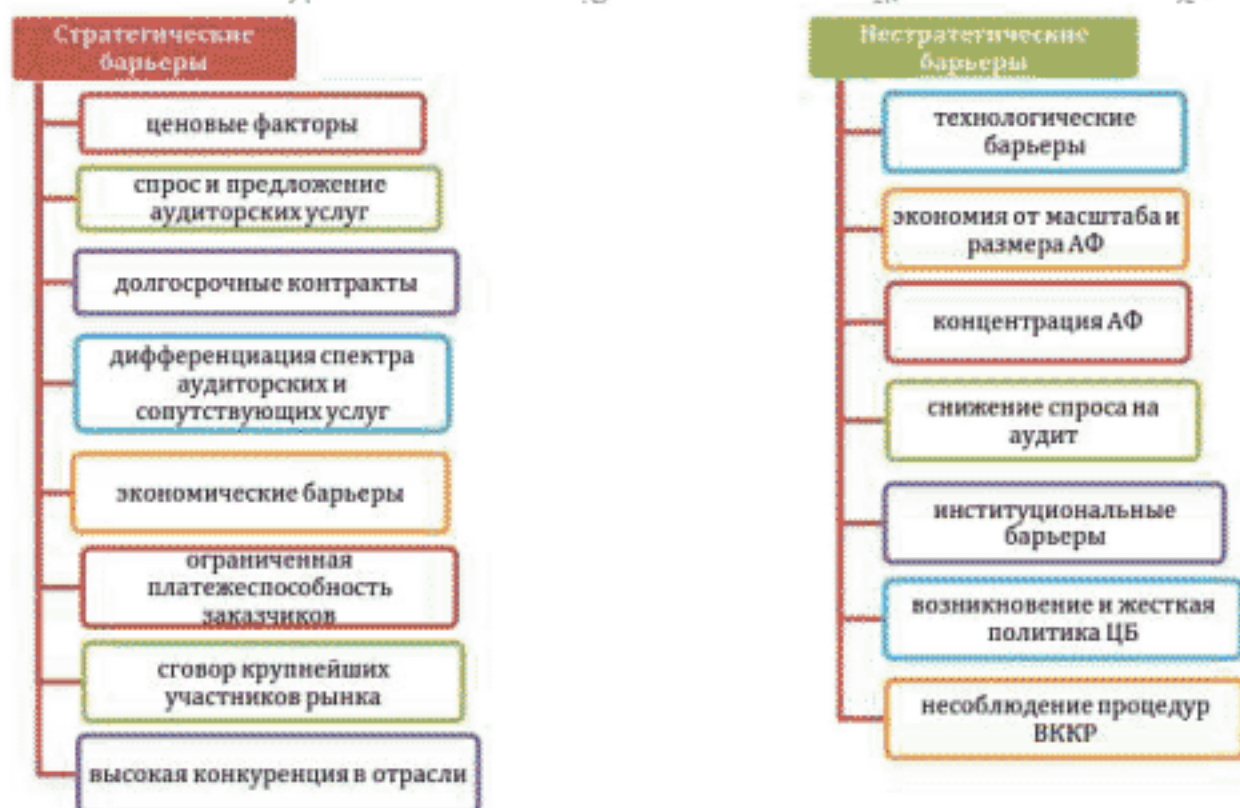 Стратегические
барьеры
ценовые факторы
спрос и предложение
аудиторских услуг
долгосрочные контракты
дифференциация спектра
аудиторских и
сопутствующих услуг
экономические барьеры
ограниченная
платежеспособность
заказчиков
сговор крупнейших
участников рынка
высокая конкуренция в отрасли
Нестратегические
барьеры
технологические
барьеры
экономия от масштаба и
размера АФ
концентрация АФ
снижение спроса на
аудит
институциональные
барьеры
возникновение и жесткая
политика ЦБ
несоблюдение процедур
ВККР